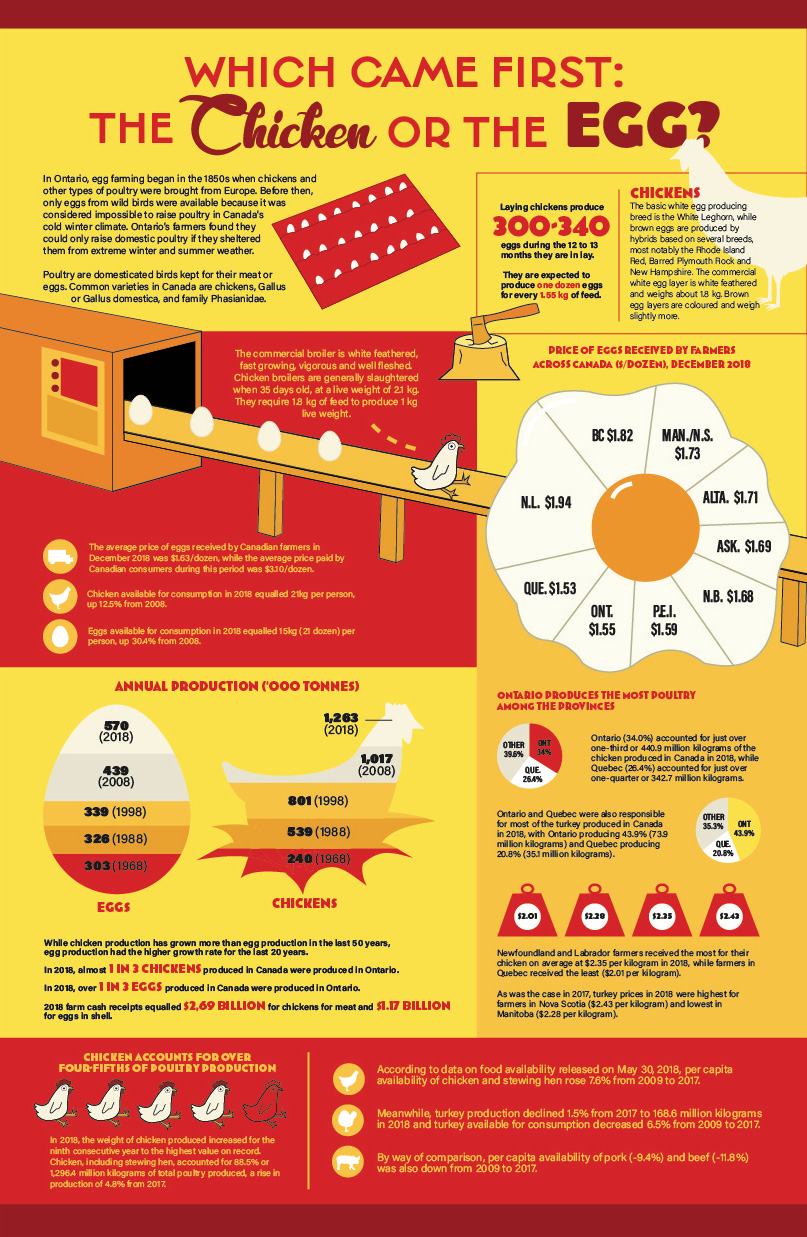 WHICH CAME FIRST:
THE Chicken OR THE EGG?
In Ontario, egg farming began in the 1850s when chickens and
other types of poultry were brought from Europe. Before then,
only eggs from wild birds were available because it was
considered impossible to raise poultry in Canada's
cold winter climate. Ontario's farmers found they
could only raise domestic poultry if they sheltered
them from extreme winter and summer weather.
Poultry are domesticated birds kept for their meat or
eggs. Common varieties in Canada are chickens, Gallus
or Gallus domestica, and family Phasianidae.
Laying chickens produce
300-340
eggs during the 12 to 13
months they are in lay.
They are expected to
produce one dozen eggs
for every 1.55 kg of feed.
CHICKENS
The basic white egg producing
breed is the White Leghorn, while
brown eggs are produced by
hybrids based on several breeds,
most notably the Rhode Island
Red, Barred Plymouth Rock and
New Hampshire. The commercial
white egg layer is white feathered
and weighs about 1.8 kg. Brown
egg layers are coloured and weigh
slightly more.
The commercial broiler is white feathered,
fast growing, vigorous and well fleshed.
Chicken broilers are generally slaughtered
when 35 days old, at a live weight of 2.1 kg.
They require 1.8 kg of feed to produce 1 kg
live weight.
PRICE OF EGGS RECEIVED BY FARMERS
ACROSS CANADA ($/DOZEN), DECEMBER 2018
BC $1.82
MAN./N.S.
$1.73
ALTA. $1.71
ASK. $1.69
N.B. $1.68
P.E.I.
$1.59
ONT.
$1.55
QUE. $1.53
N.L. $1.94
The average price of eggs received by Canadian farmers in
December 2018 was $1.63/dozen, while the average price paid by
Canadian consumers during this period was $3.10/dozen.
Chicken available for consumption in 2018 equalled 21kg per person,
up 12.5% from 2008.
Eggs available for consumption in 2018 equalled 15kg (21 dozen) per
person, up 30.4% from 2008.
ANNUAL PRODUCTION ('000 TONNES)
570
(2018)
439
(2008)
339 (1998)
326 (1988)
303 (1968)
EGGS
1,263
(2018)
1,017
(2008)
801 (1998)
539 (1988)
240 (1968)
CHICKENS
While chicken production has grown more than egg production in the last 50 years,
egg production had the higher growth rate for the last 20 years.
In 2018, almost 1 IN 3 CHICKENS produced in Canada were produced in Ontario.
In 2018, over 1 IN 3 EGGS produced in Canada were produced in Ontario.
2018 farm cash receipts equalled $2,69 BILLION for chickens for meat and $1.17 BILLION
for eggs in shell.
ONTARIO PRODUCES THE MOST POULTRY
AMONG THE PROVINCES
OTHER
39.6%
ONT
34%
QUE.
26.4%
Ontario (34.0%) accounted for just over
one-third or 440.9 million kilograms of the
chicken produced in Canada in 2018, while
Quebec (26.4%) accounted for just over
one-quarter or 342.7 million kilograms.
Ontario and Quebec were also responsible
for most of the turkey produced in Canada
in 2018, with Ontario producing 43.9% (73.9
million kilograms) and Quebec producing
20.8% (35.1 million kilograms).
OTHER
35.3%
ONT
43.9%
QUE.
20.8%
$2.01
$2.28
$2.35
$2.43
Newfoundland and Labrador farmers received the most for their
chicken on average at $2.35 per kilogram in 2018, while farmers in
Quebec received the least ($2.01 per kilogram).
As was the case in 2017, turkey prices in 2018 were highest for
farmers in Nova Scotia ($2.43 per kilogram) and lowest in
Manitoba ($2.28 per kilogram).
CHICKEN ACCOUNTS FOR OVER
FOUR-FIFTHS OF POULTRY PRODUCTION
In 2018, the weight of chicken produced increased for the
ninth consecutive year to the highest value on record.
Chicken, including stewing hen, accounted for 88.5% or
1,296.4 million kilograms of total poultry produced, a rise in
production of 4.8% from 2017.
According to data on food availability released on May 30, 2018, per capita
availability of chicken and stewing hen rose 7.6% from 2009 to 2017.
Meanwhile, turkey production declined 1.5% from 2017 to 168.6 million kilograms
in 2018 and turkey available for consumption decreased 6.5% from 2009 to 2017.
By way of comparison, per capita availability of pork (-9.4%) and beef (-11.8%)
was also down from 2009 to 2017.